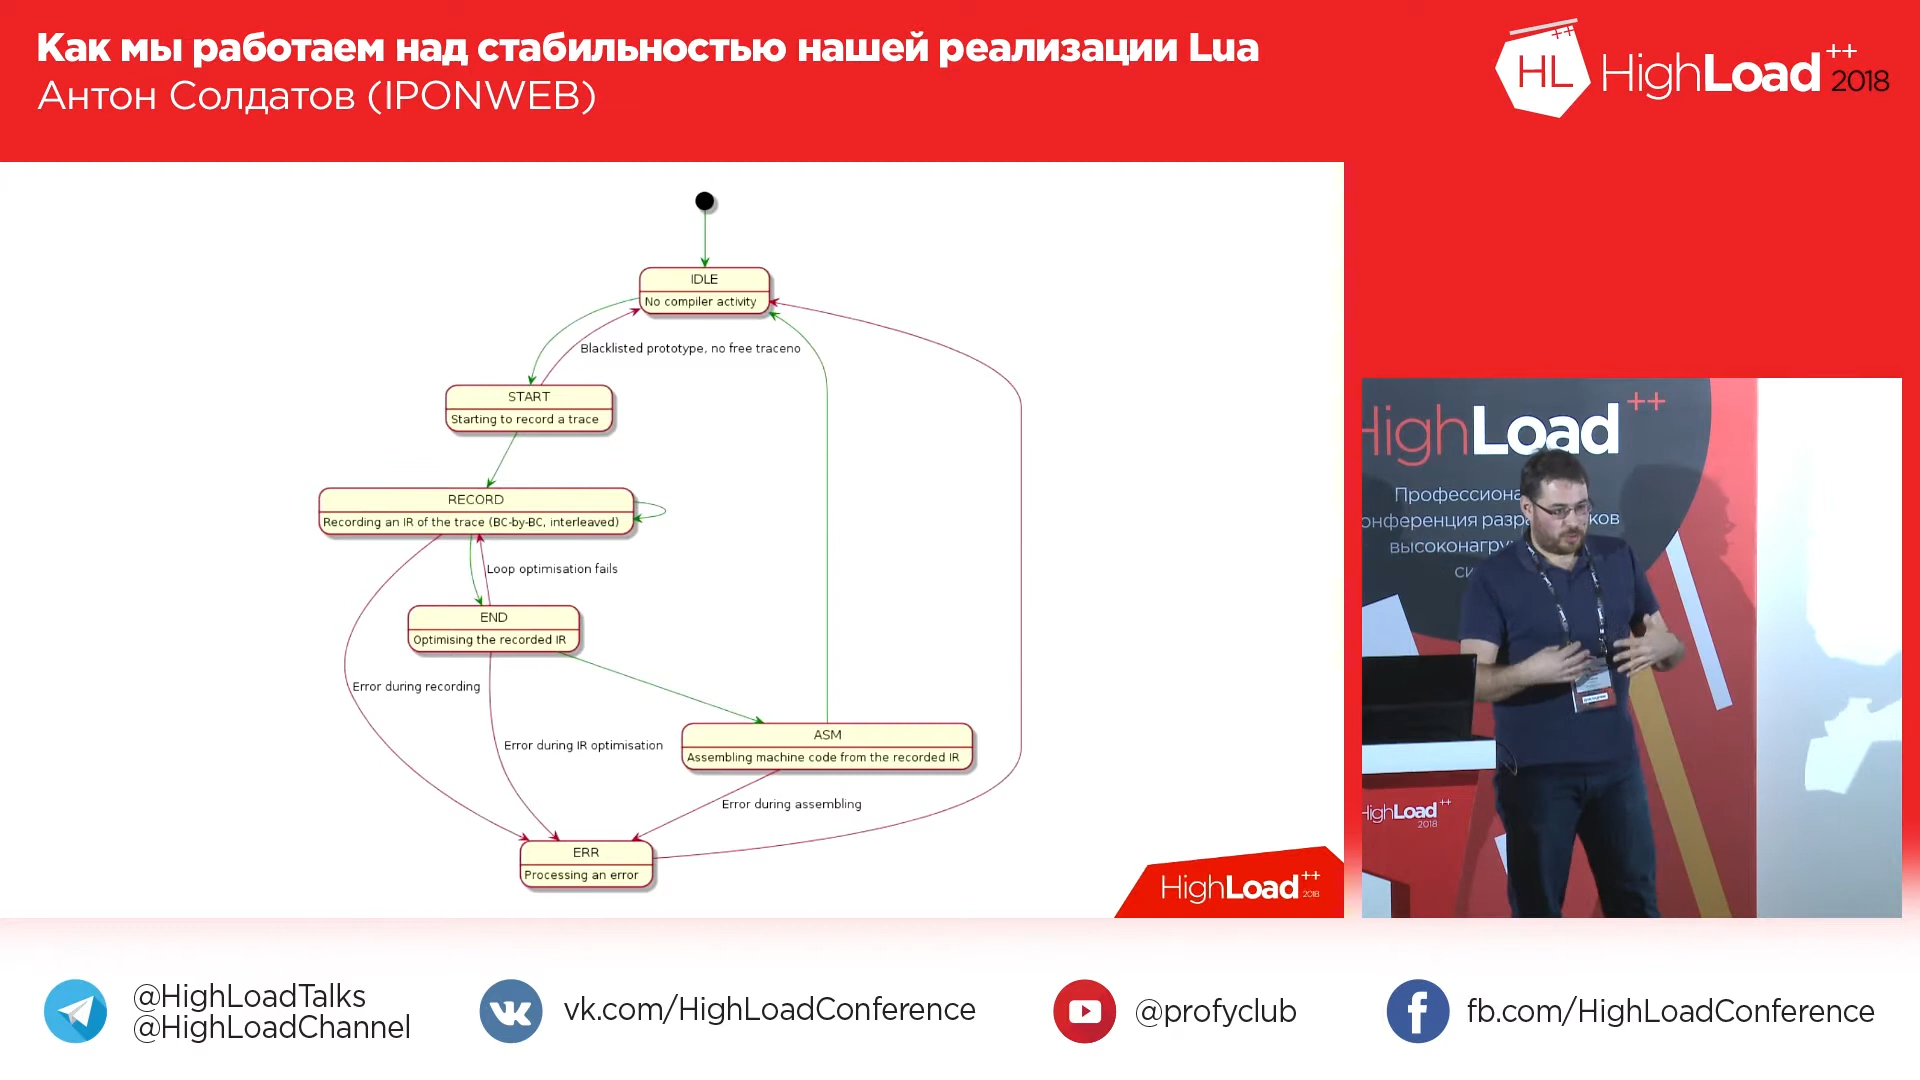 Как мы работаем над стабильностью нашей реализации Lua
Антон Солдатов (IPONWEB)
HL ++
HighLoad ++ 2018
IDLE
No compiler activity
Blacklisted prototype, no free traceno
START
Starting to record a trace
RECORD
Recording an IR of the trace (BC-by-BC, interleaved)
Loop optimisation fails
END
Optimising the recorded IR
Error during recording
Error during IR optimisation
ASM
Assembling machine code from the recorded IR
Error during assembling
ERR
Processing an error
HighLoad ++ 2018
HighLoad ++
HighLoad ++
2018
@HighLoadTalks
@HighLoadChannel
vk.com/HighLoadConference
@profyclub
fb.com/HighLoadConference